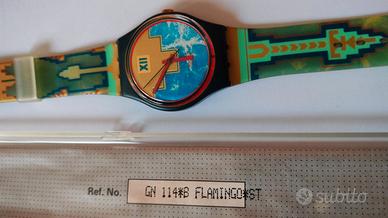 XII
Ref. No. GN 114*B FLAMINGO*ST
subito